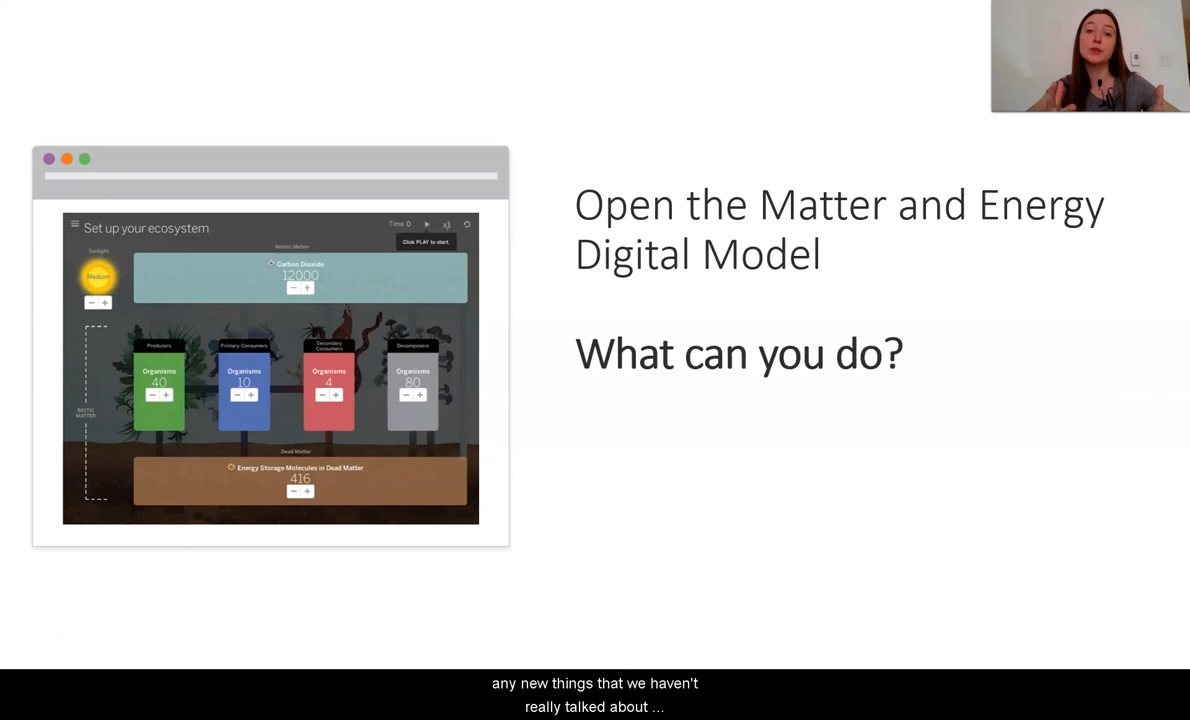 Open the Matter and Energy
Digital Model
What can you do?
Set up your ecosystem
Time 0
x1
Click PLAY to start.
Sunlight
Medium
Abiotic Matter
Carbon Dioxide
12000
Producers
Primary Consumers
Secondary
Consumers
Decomposers
Organisms
40
Organisms
10
Organisms
4
Organisms
80
BIOTIC
MATTER
Dead Matter
Energy Storage Molecules in Dead Matter
416
any new things that we haven't
really talked about ...